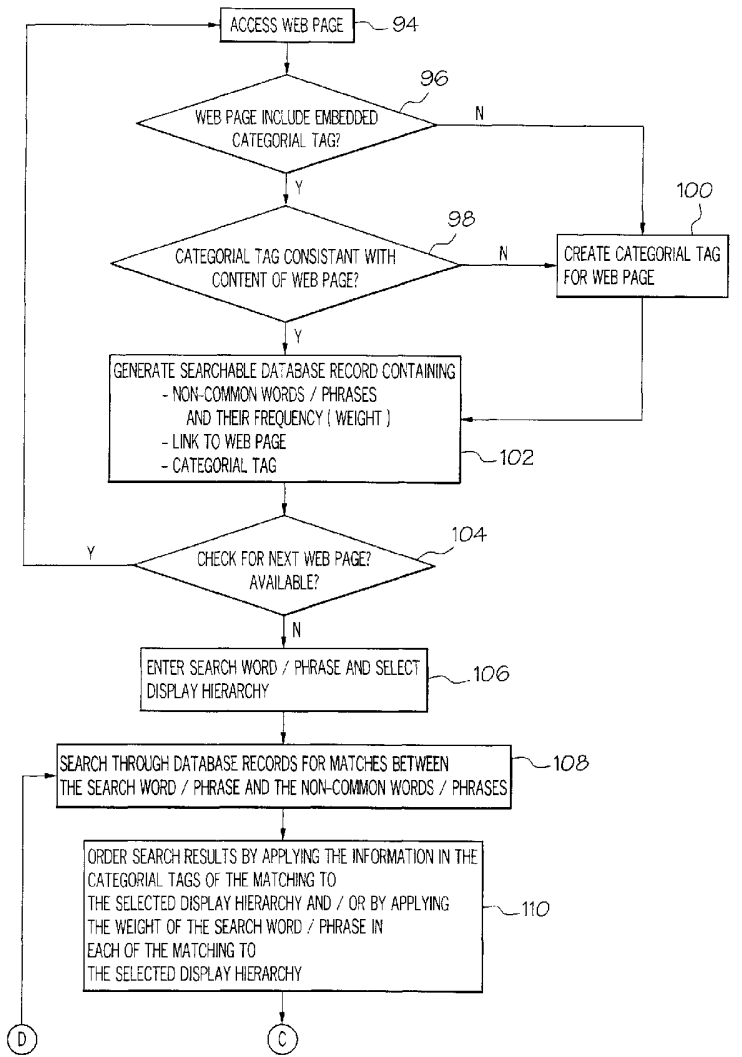 ACCESS WEB PAGE
94
WEB PAGE INCLUDE EMBEDDED
CATEGORIAL TAG?
96
N
Y
CATEGORIAL TAG CONSISTANT WITH
CONTENT OF WEB PAGE?
98
N
100
CREATE CATEGORIAL TAG
FOR WEB PAGE
Y
GENERATE SEARCHABLE DATABASE RECORD CONTAINING
- NON-COMMON WORDS / PHRASES
AND THEIR FREQUENCY ( WEIGHT )
- LINK TO WEB PAGE
- CATEGORIAL TAG
102
CHECK FOR NEXT WEB PAGE?
AVAILABLE?
104
Y
N
ENTER SEARCH WORD / PHRASE AND SELECT
DISPLAY HIERARCHY
106
SEARCH THROUGH DATABASE RECORDS FOR MATCHES BETWEEN
THE SEARCH WORD / PHRASE AND THE NON-COMMON WORDS / PHRASES
108
ORDER SEARCH RESULTS BY APPLYING THE INFORMATION IN THE
CATEGORIAL TAGS OF THE MATCHING TO
THE SELECTED DISPLAY HIERARCHY AND / OR BY APPLYING
THE WEIGHT OF THE SEARCH WORD / PHRASE IN
EACH OF THE MATCHING TO
THE SELECTED DISPLAY HIERARCHY
110
D
C